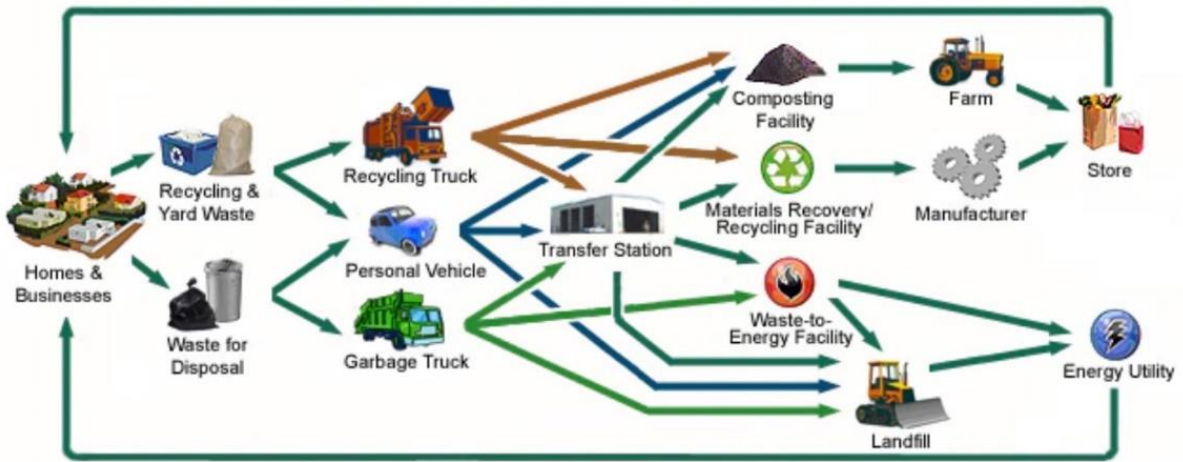 Recycling &
Yard Waste
Homes &
Businesses
Waste for
Disposal
Recycling Truck
Personal Vehicle
Garbage Truck
Transfer Station
Composting
Facility
Materials Recovery/
Recycling Facility
Waste-to-
Energy Facility
Landfill
Farm
Manufacturer
Store
Energy Utility